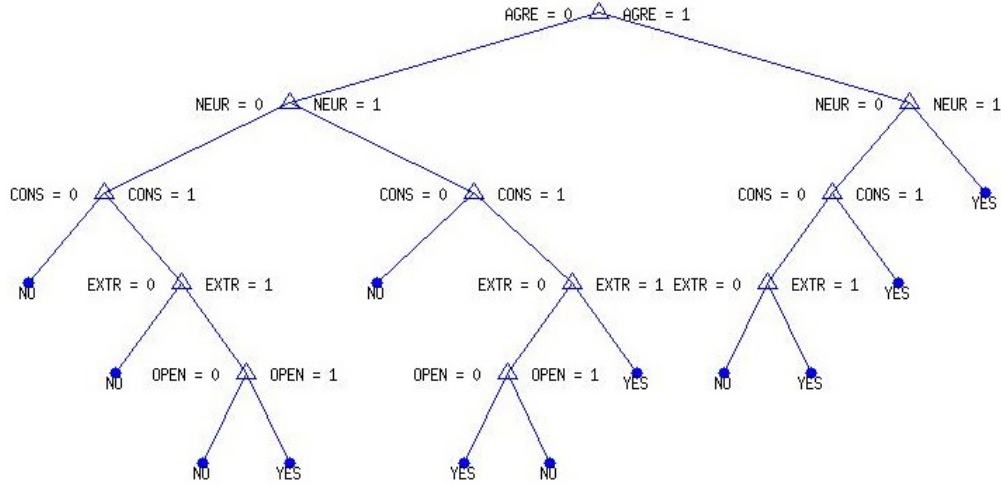 AGRE = 0 AGRE = 1
NEUR = 0 NEUR = 1 NEUR = 0 NEUR = 1
CONS = 0 CONS = 1 CONS = 0 CONS = 1 CONS = 0 CONS = 1 YES
NO EXTR = 0 EXTR = 1 NO EXTR = 0 EXTR = 1 EXTR = 0 EXTR = 1 YES
NO OPEN = 0 OPEN = 1 OPEN = 0 OPEN = 1 YES NO YES
NO YES YES NO